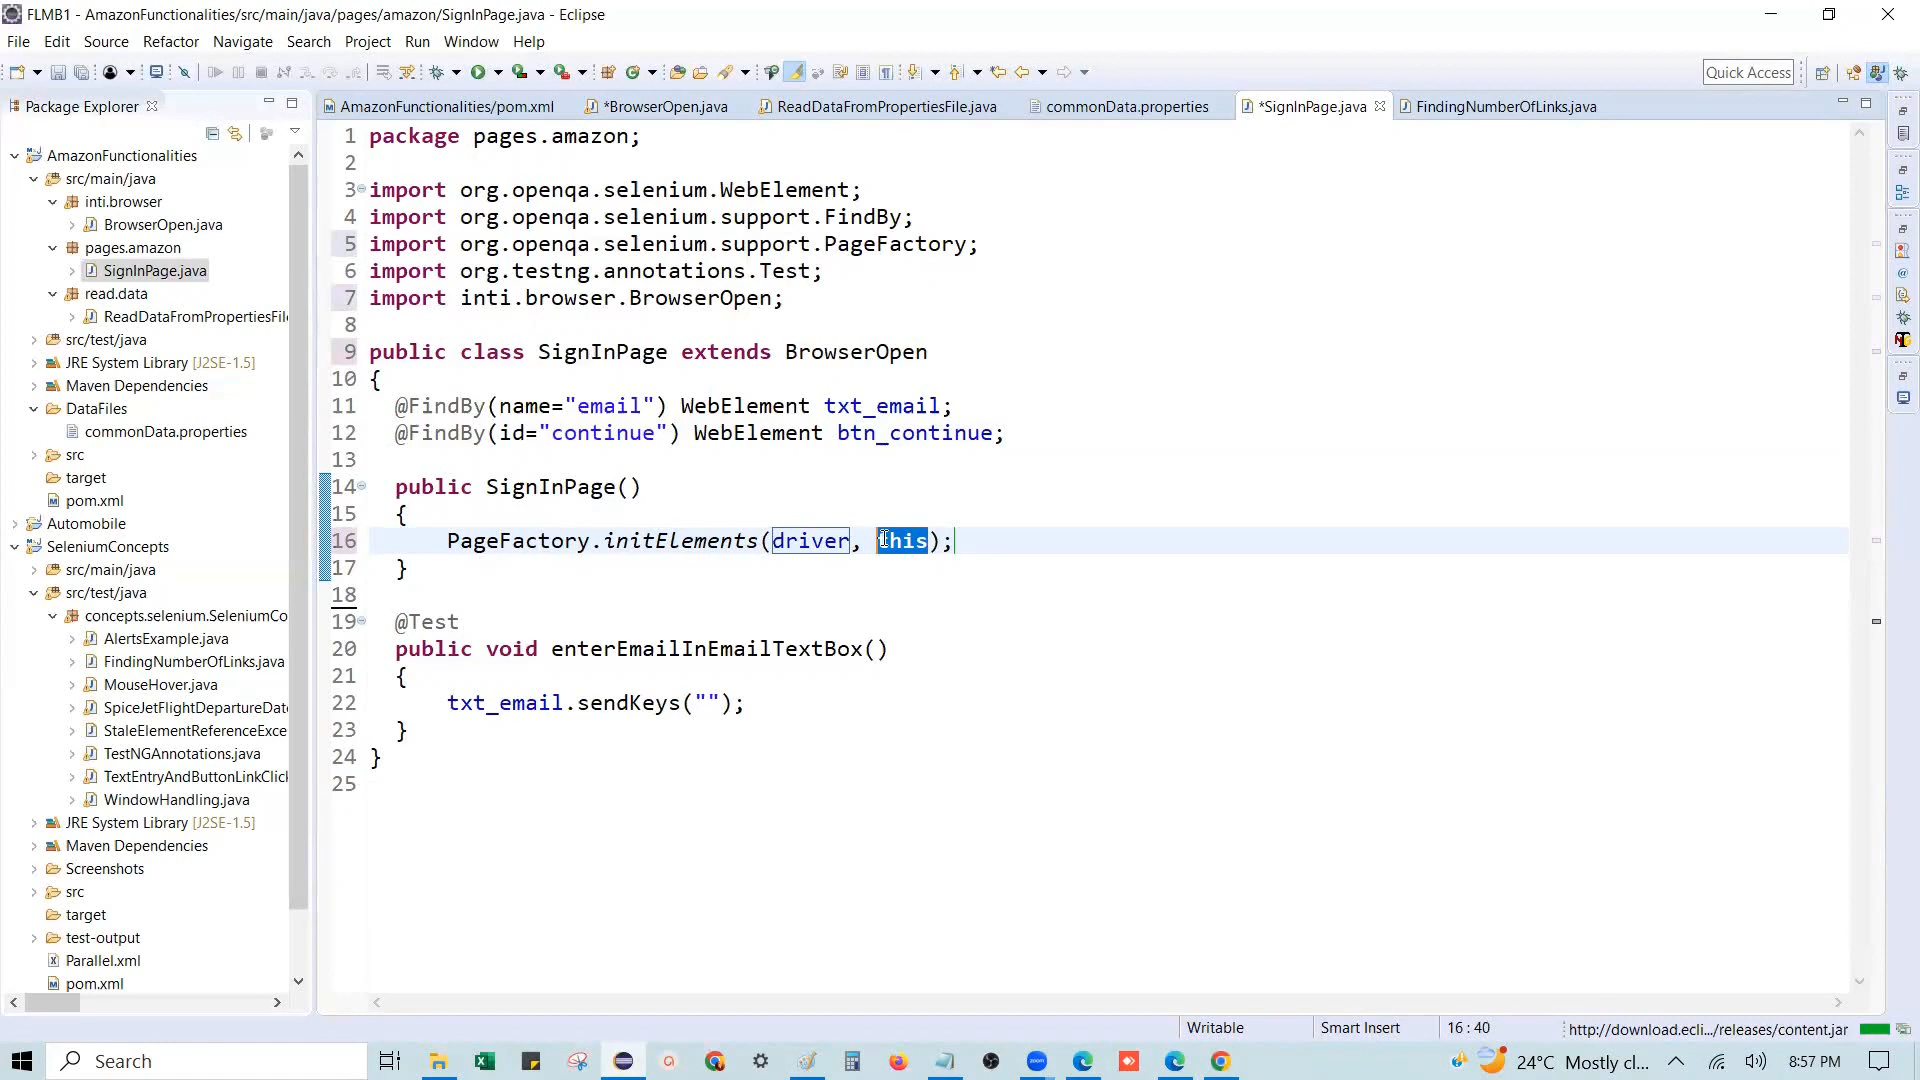 FLMB1 - AmazonFunctionalities/src/main/java/pages/amazon/SignInPage.java - Eclipse
File Edit Source Refactor Navigate Search Project Run Window Help
Quick Access
Package Explorer
AmazonFunctionalities
src/main/java
inti.browser
BrowserOpen.java
pages.amazon
SignInPage.java
read.data
ReadDataFromPropertiesFil
src/test/java
JRE System Library [J2SE-1.5]
Maven Dependencies
DataFiles
commonData.properties
src
target
pom.xml
Automobile
SeleniumConcepts
src/main/java
src/test/java
concepts.selenium.SeleniumCo
AlertsExample.java
FindingNumberOfLinks.java
MouseHover.java
SpiceJetFlightDepartureDat
StaleElementReferenceExce
TestNGAnnotations.java
TextEntryAndButtonLinkClicl
WindowHandling.java
JRE System Library [J2SE-1.5]
Maven Dependencies
Screenshots
src
target
test-output
Parallel.xml
pom.xml
AmazonFunctionalities/pom.xml *BrowserOpen.java ReadDataFromPropertiesFile.java commonData.properties *SignInPage.java FindingNumberOfLinks.java
1 package pages.amazon;
2
3 import org.openqa.selenium.WebElement;
4 import org.openqa.selenium.support.FindBy;
5 import org.openqa.selenium.support.PageFactory;
6 import org.testng.annotations.Test;
7 import inti.browser.BrowserOpen;
8
9 public class SignInPage extends BrowserOpen
10 {
11 @FindBy(name="email") WebElement txt_email;
12 @FindBy(id="continue") WebElement btn_continue;
13
14 public SignInPage()
15 {
16 PageFactory.initElements(driver, this);
17 }
18
19 @Test
20 public void enterEmailInEmailTextBox()
21 {
22 txt_email.sendKeys("");
23 }
24 }
25
Writable Smart Insert 16 : 40 http://download.ecli.../releases/content.jar
Search 24°C Mostly cl... 8:57 PM